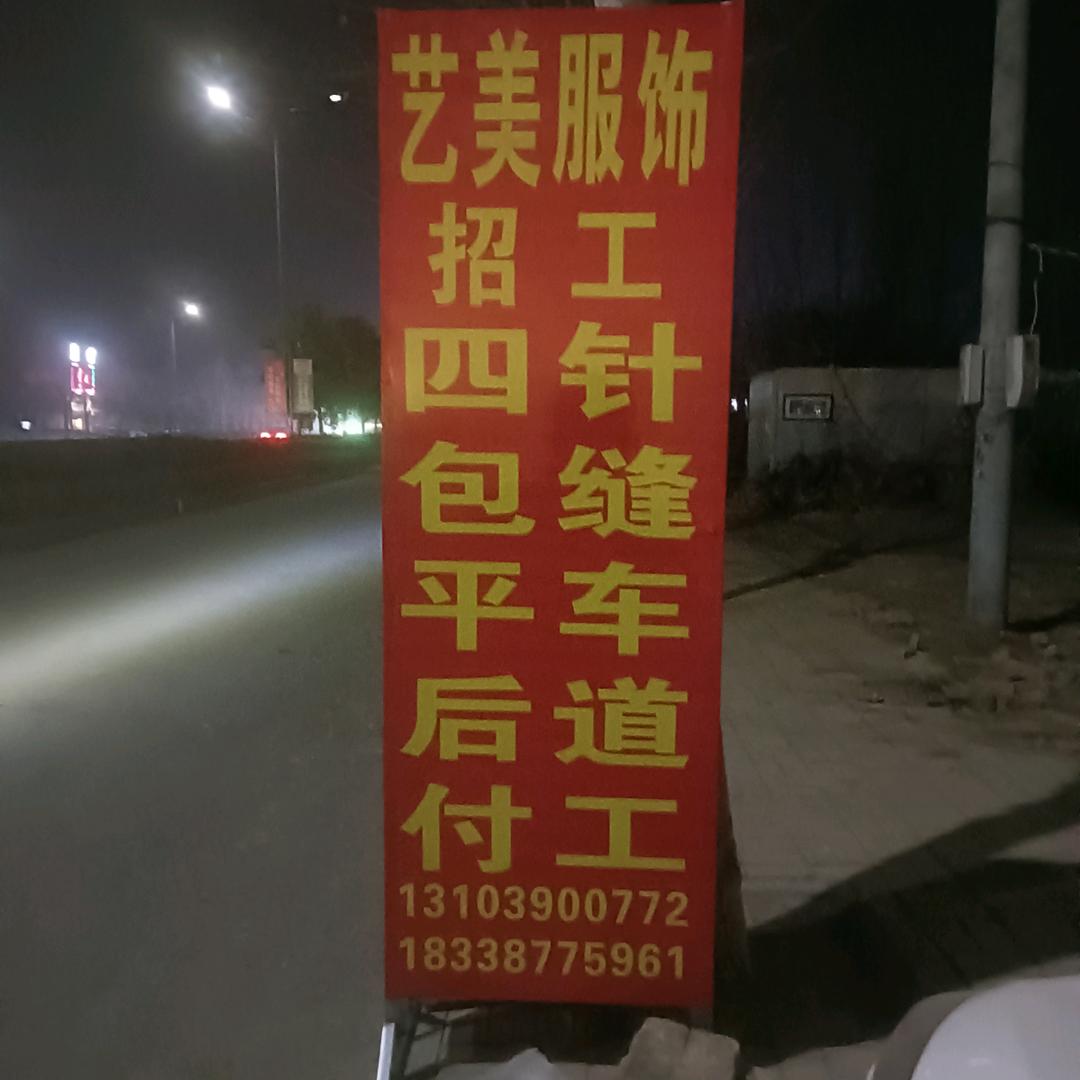 艺美服饰
招 工
四 针
包 缝
平 车
后 道
付 工
13103900772
18338775961